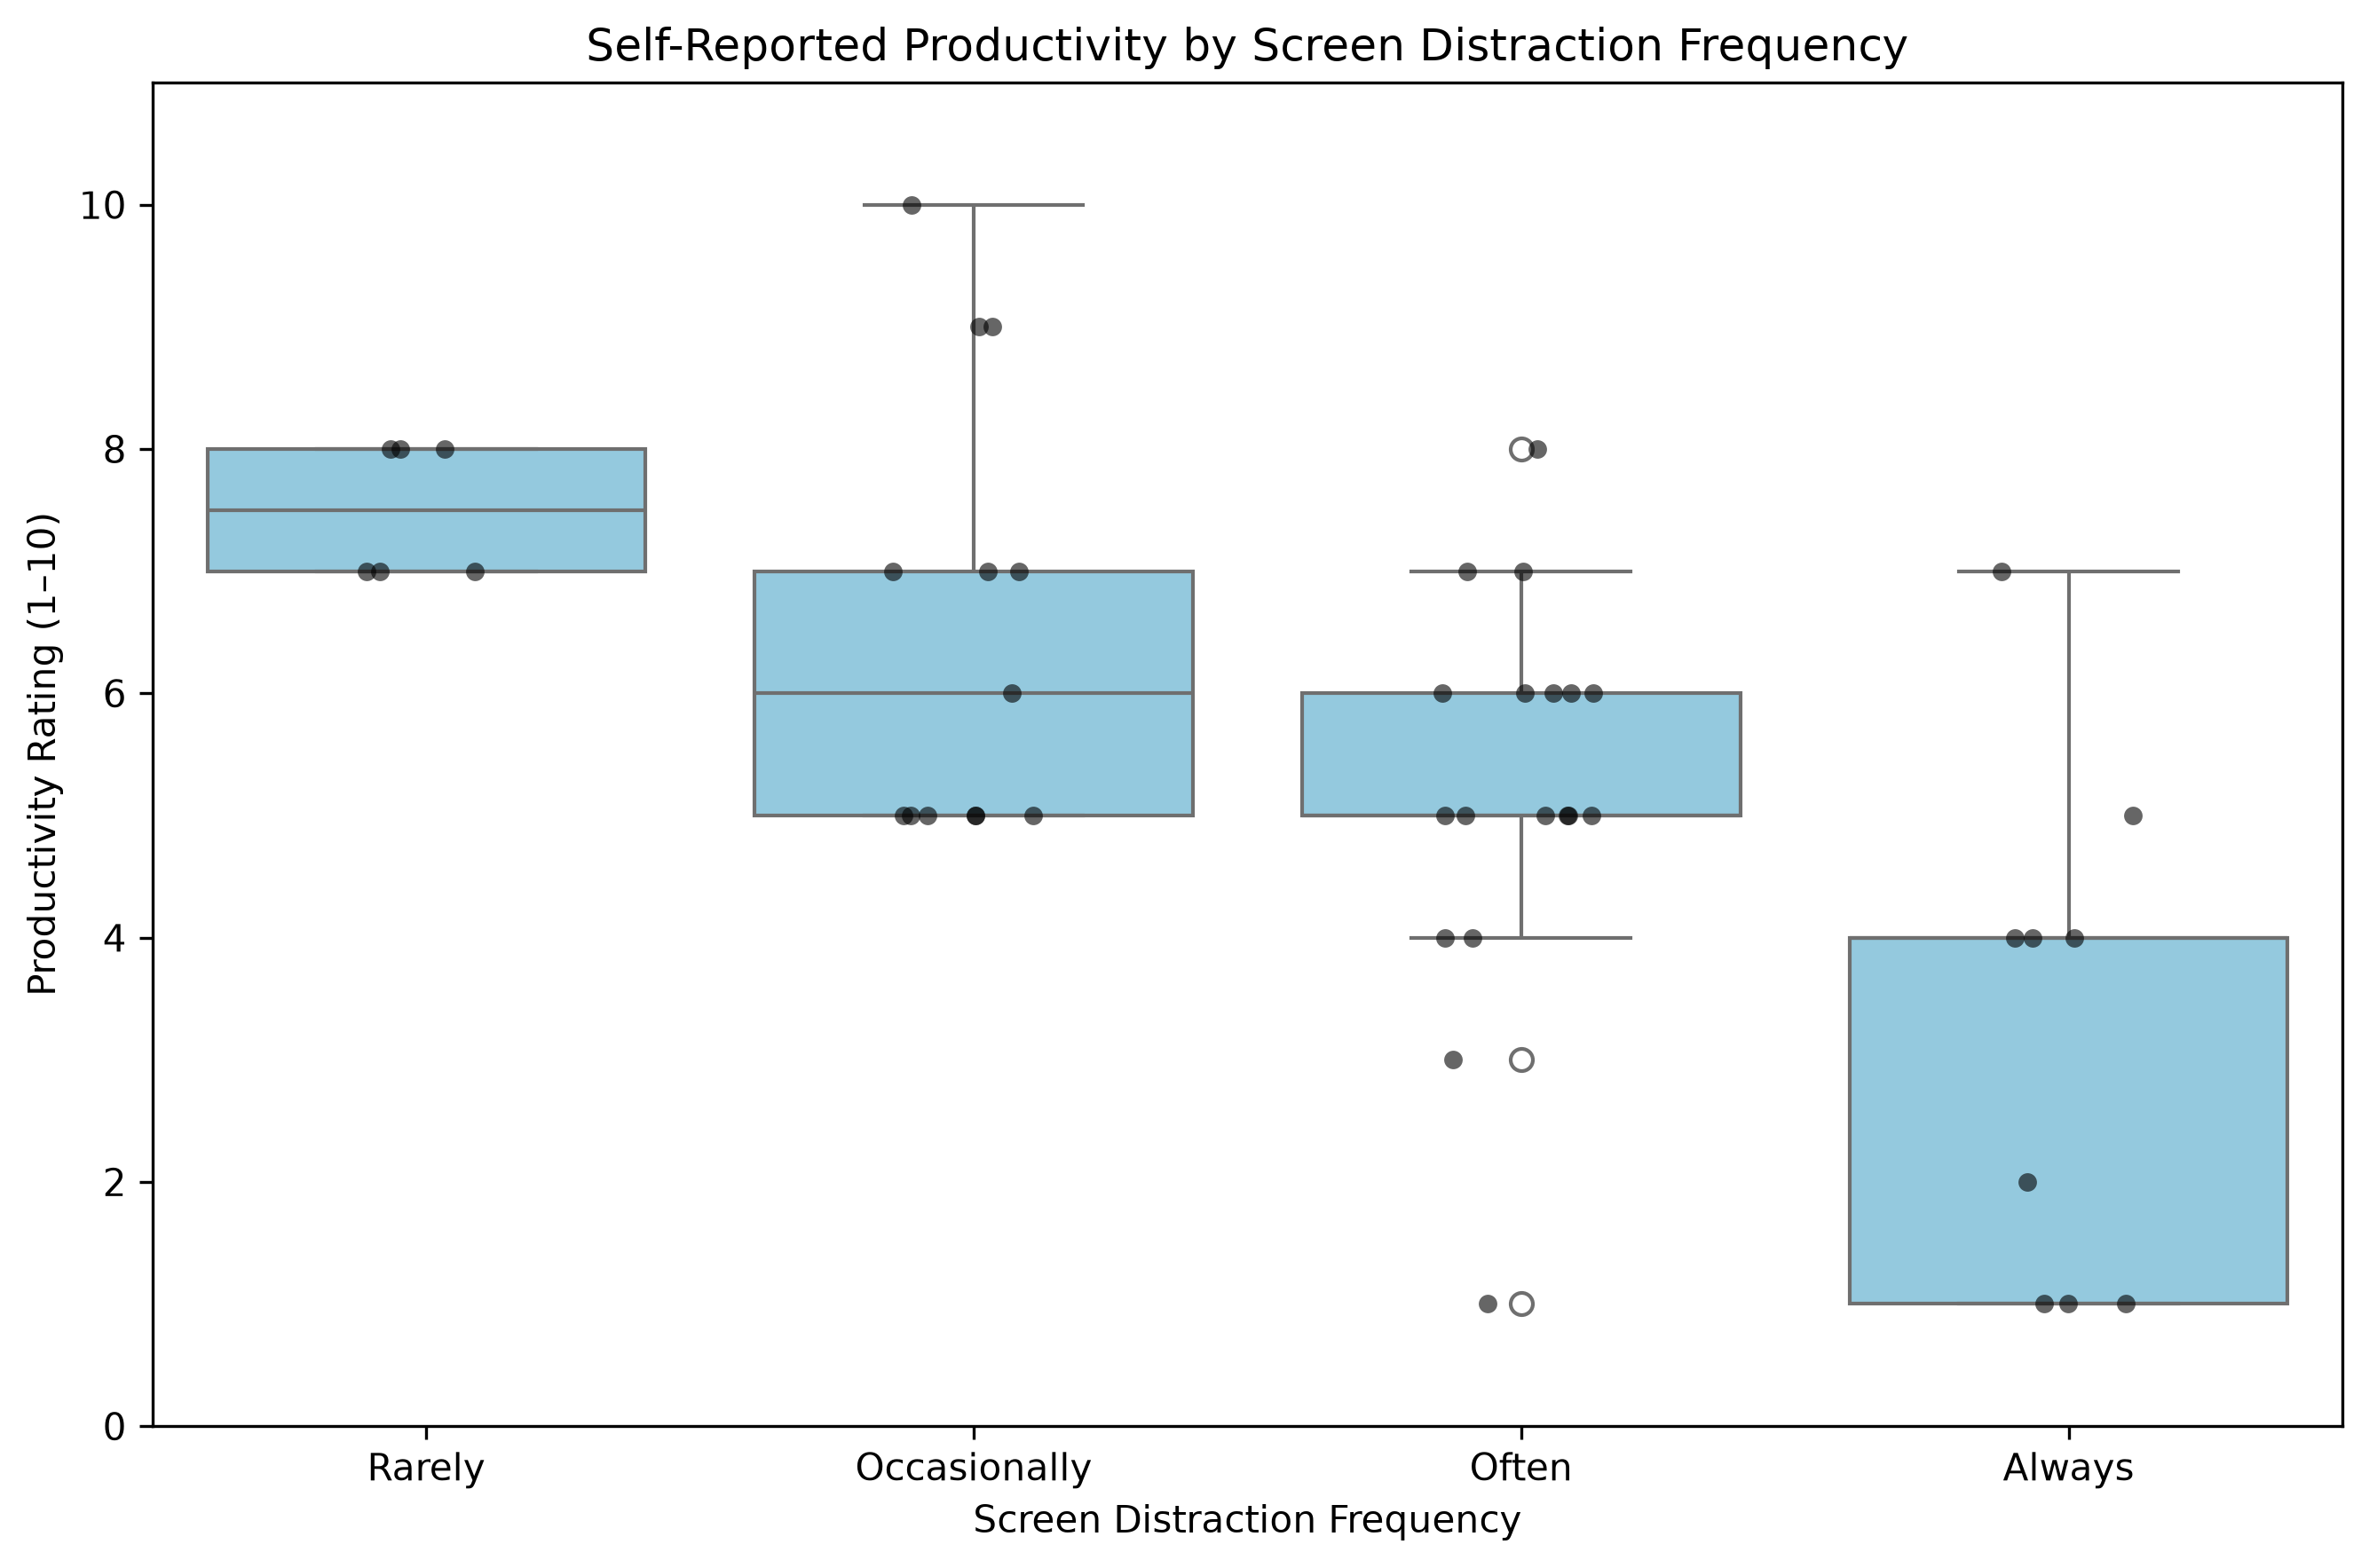 Self-Reported Productivity by Screen Distraction Frequency
Productivity Rating (1–10)
10
8
6
4
2
0
Rarely
Occasionally
Often
Always
Screen Distraction Frequency